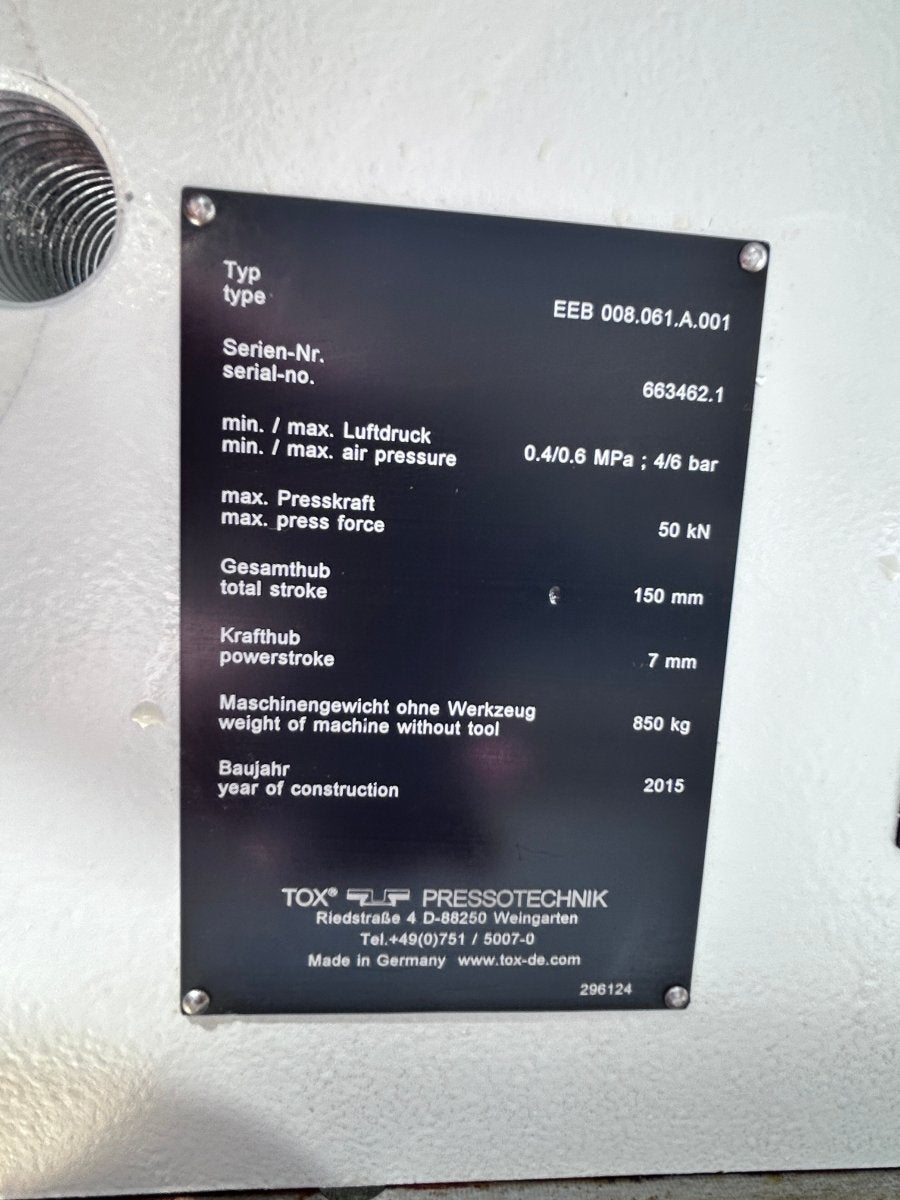 Typ
type
EEB 008.061.A.001
Serien-Nr.
serial-no.
663462.1
min. / max. Luftdruck
min. / max. air pressure
0.4/0.6 MPa ; 4/6 bar
max. Presskraft
max. press force
50 kN
Gesamthub
total stroke
150 mm
Krafthub
powerstroke
7 mm
Maschinengewicht ohne Werkzeug
weight of machine without tool
850 kg
Baujahr
year of construction
2015
TOX® PRESSOTECHNIK
Riedstraße 4 D-88250 Weingarten
Tel.+49(0)751 / 5007-0
Made in Germany www.tox-de.com
296124